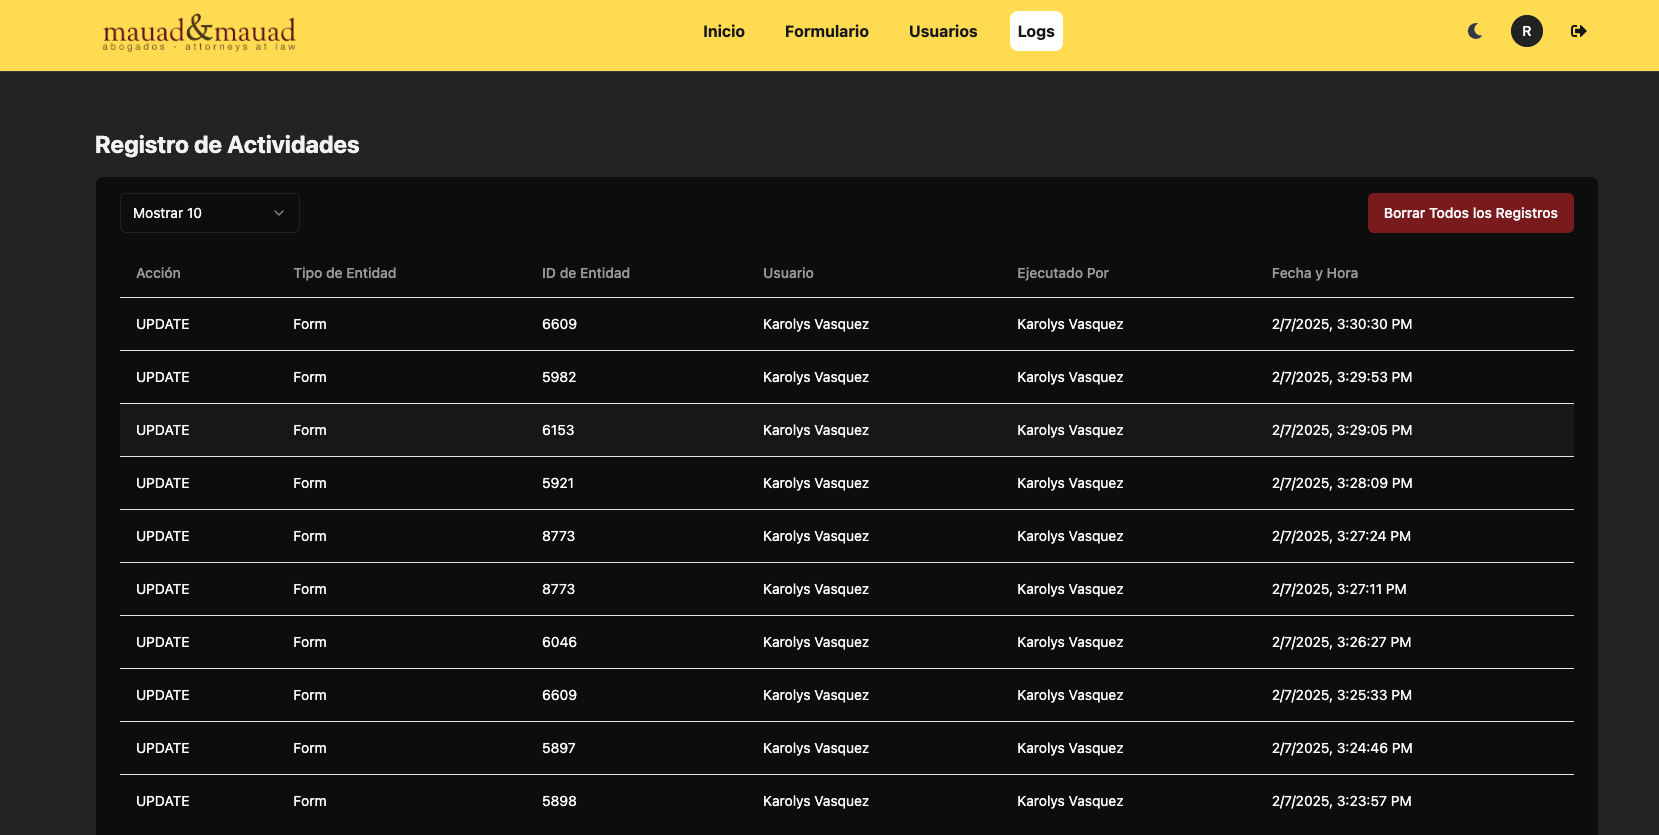 mauad&mauad
abogados - attorneys at law
Inicio Formulario Usuarios Logs
R
Registro de Actividades
Mostrar 10
Borrar Todos los Registros
Acción Tipo de Entidad ID de Entidad Usuario Ejecutado Por Fecha y Hora
UPDATE Form 6609 Karolys Vasquez Karolys Vasquez 2/7/2025, 3:30:30 PM
UPDATE Form 5982 Karolys Vasquez Karolys Vasquez 2/7/2025, 3:29:53 PM
UPDATE Form 6153 Karolys Vasquez Karolys Vasquez 2/7/2025, 3:29:05 PM
UPDATE Form 5921 Karolys Vasquez Karolys Vasquez 2/7/2025, 3:28:09 PM
UPDATE Form 8773 Karolys Vasquez Karolys Vasquez 2/7/2025, 3:27:24 PM
UPDATE Form 8773 Karolys Vasquez Karolys Vasquez 2/7/2025, 3:27:11 PM
UPDATE Form 6046 Karolys Vasquez Karolys Vasquez 2/7/2025, 3:26:27 PM
UPDATE Form 6609 Karolys Vasquez Karolys Vasquez 2/7/2025, 3:25:33 PM
UPDATE Form 5897 Karolys Vasquez Karolys Vasquez 2/7/2025, 3:24:46 PM
UPDATE Form 5898 Karolys Vasquez Karolys Vasquez 2/7/2025, 3:23:57 PM